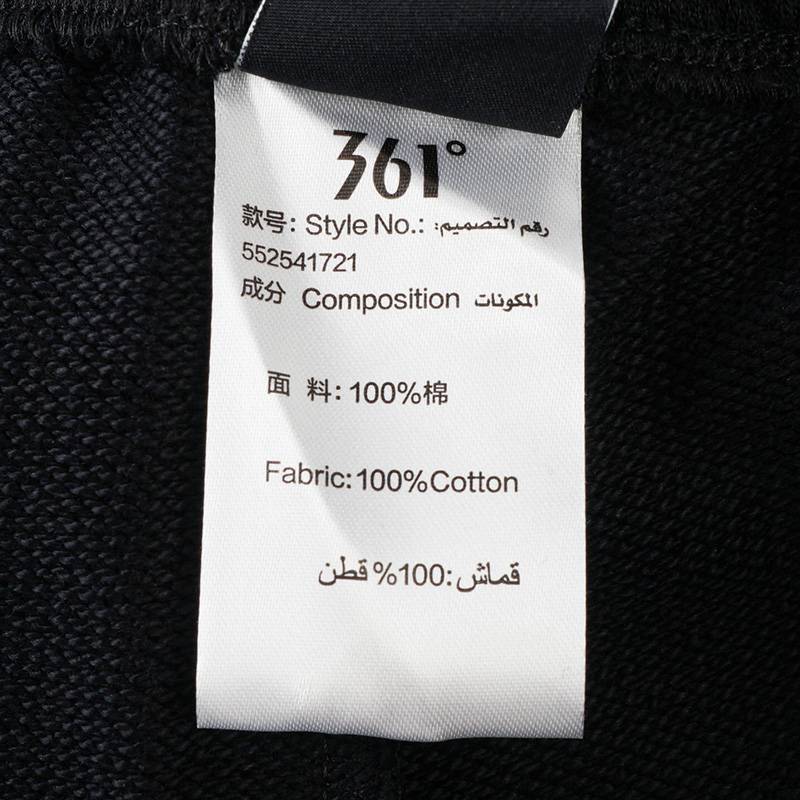 361°
款号: Style No.: رقم التصميم:
552541721
成分 Composition المكونات
面 料: 100%棉
Fabric:100%Cotton
قماش:100% قطن